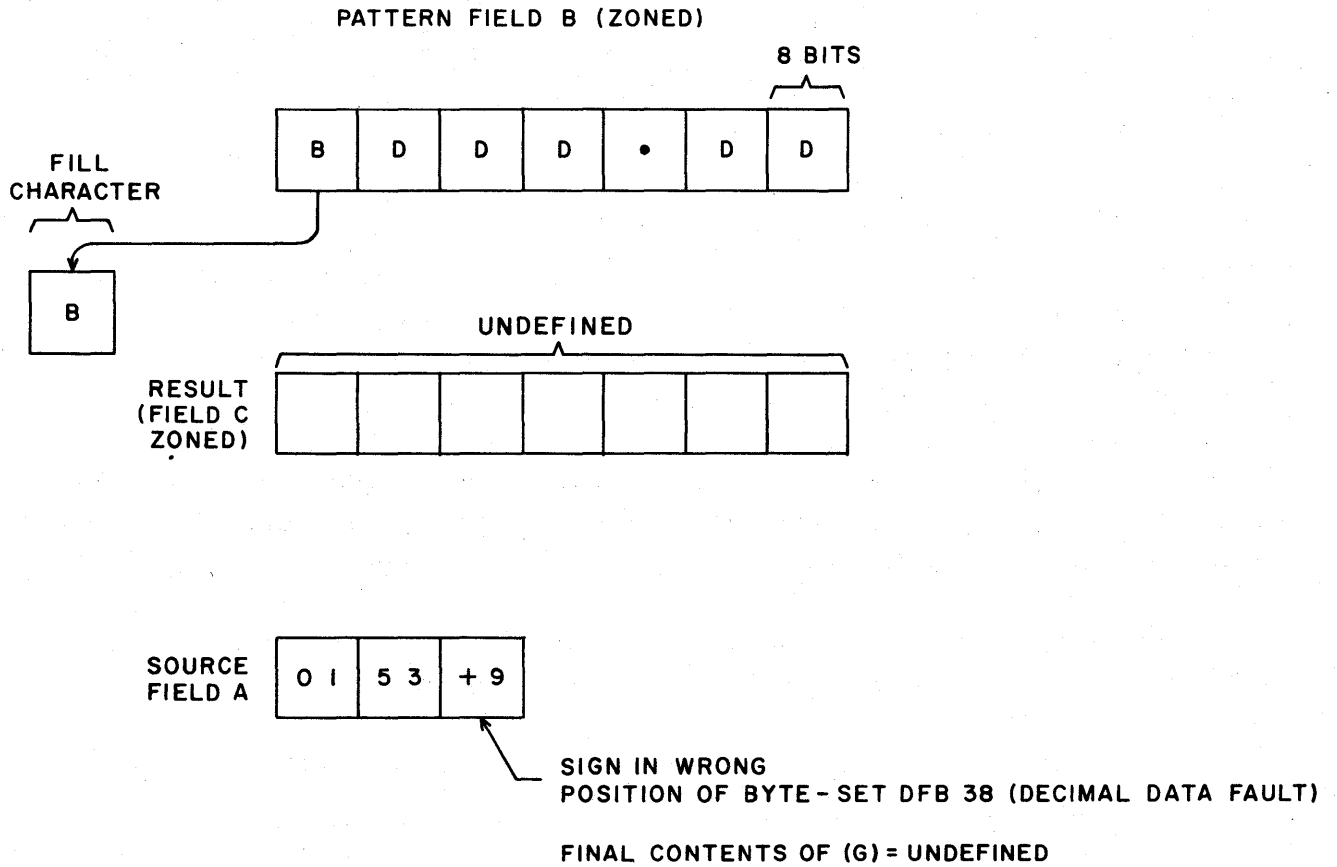 PATTERN FIELD B (ZONED)
8 BITS
B D D D • D D
FILL
CHARACTER
B
UNDEFINED
RESULT
(FIELD C
ZONED)
SOURCE
FIELD A
0 1 5 3 + 9
SIGN IN WRONG
POSITION OF BYTE-SET DFB 38 (DECIMAL DATA FAULT)
FINAL CONTENTS OF (G) = UNDEFINED